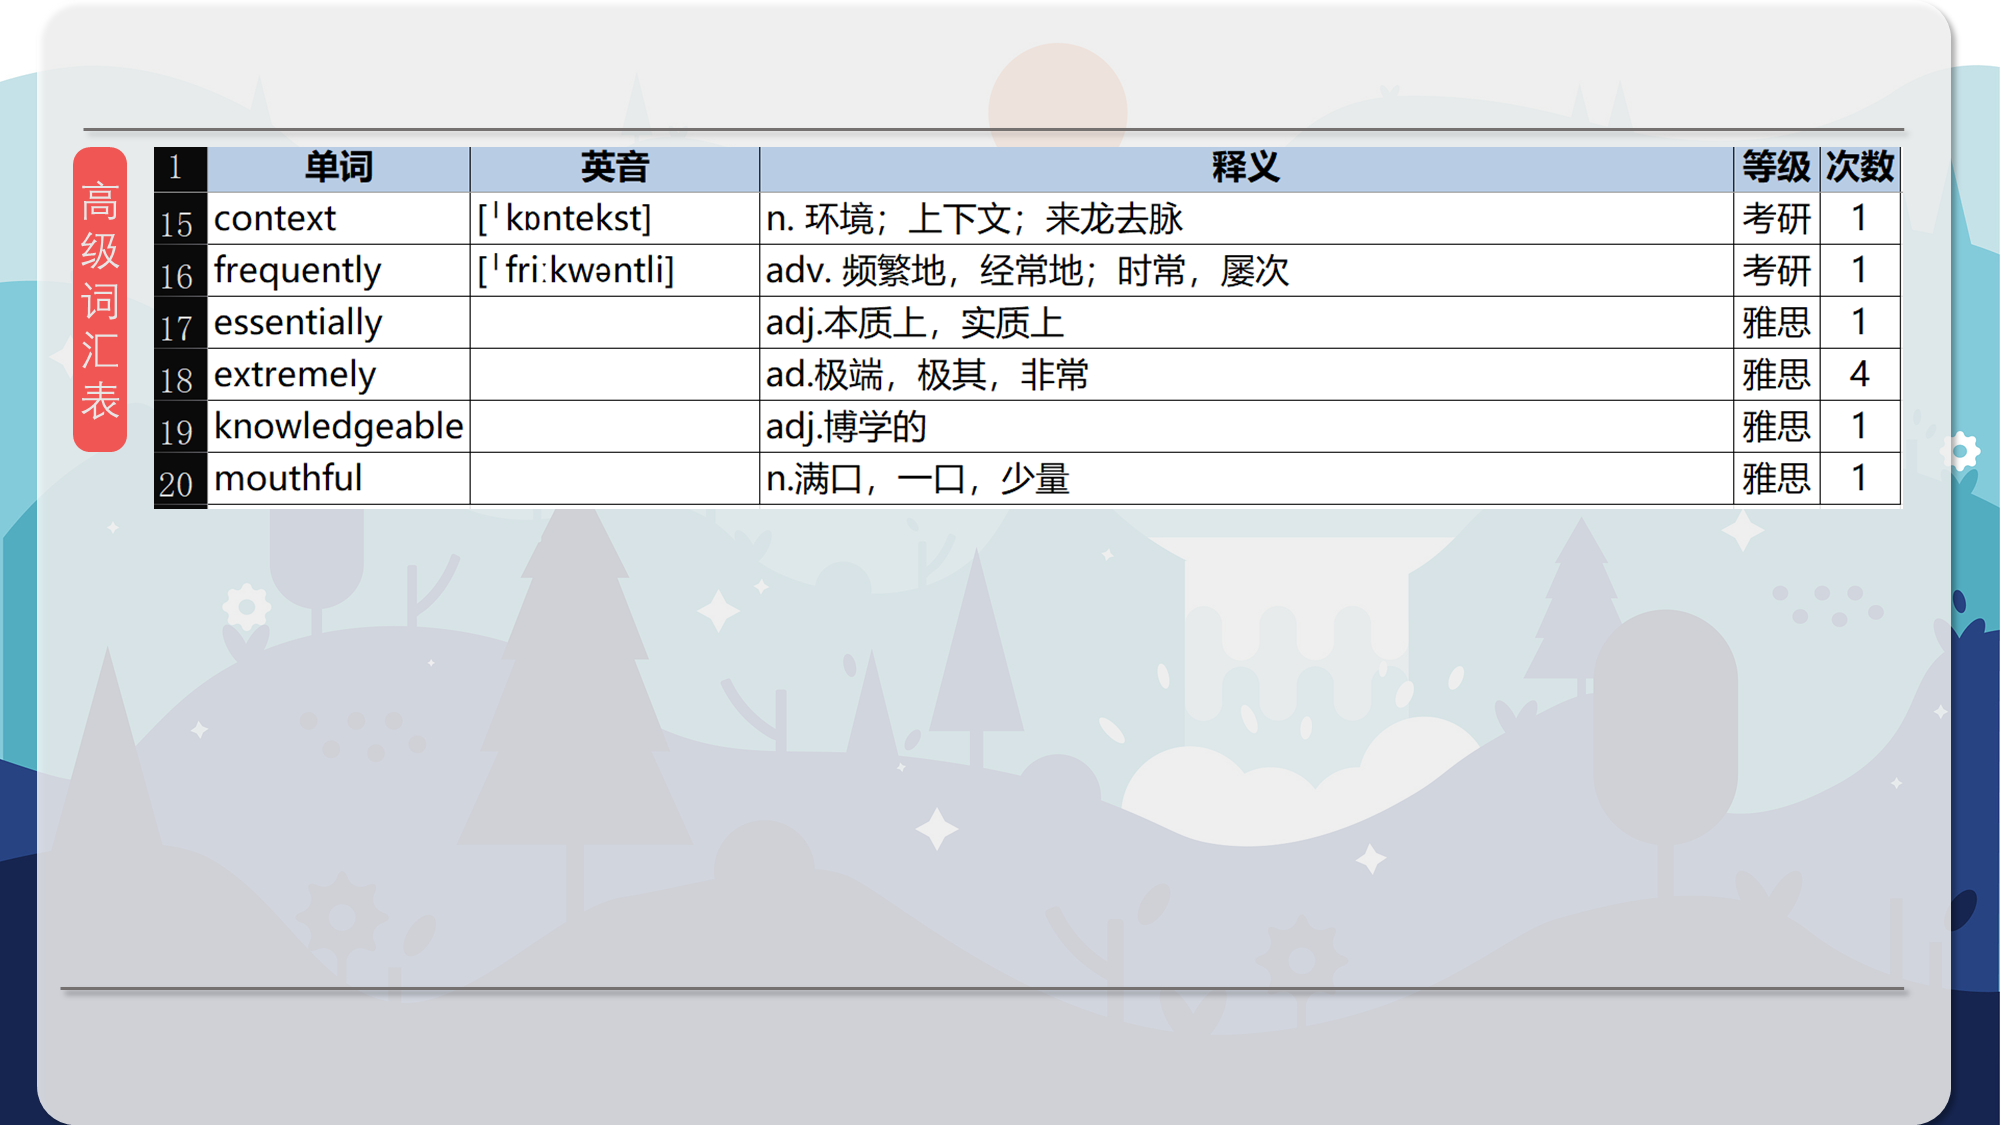 高级词汇表
1 单词 英音 释义 等级 次数
15 context [ˈkɒntekst] n. 环境；上下文；来龙去脉 考研 1
16 frequently [ˈfriːkwəntli] adv. 频繁地，经常地；时常，屡次 考研 1
17 essentially adj.本质上，实质上 雅思 1
18 extremely ad.极端，极其，非常 雅思 4
19 knowledgeable adj.博学的 雅思 1
20 mouthful n.满口，一口，少量 雅思 1